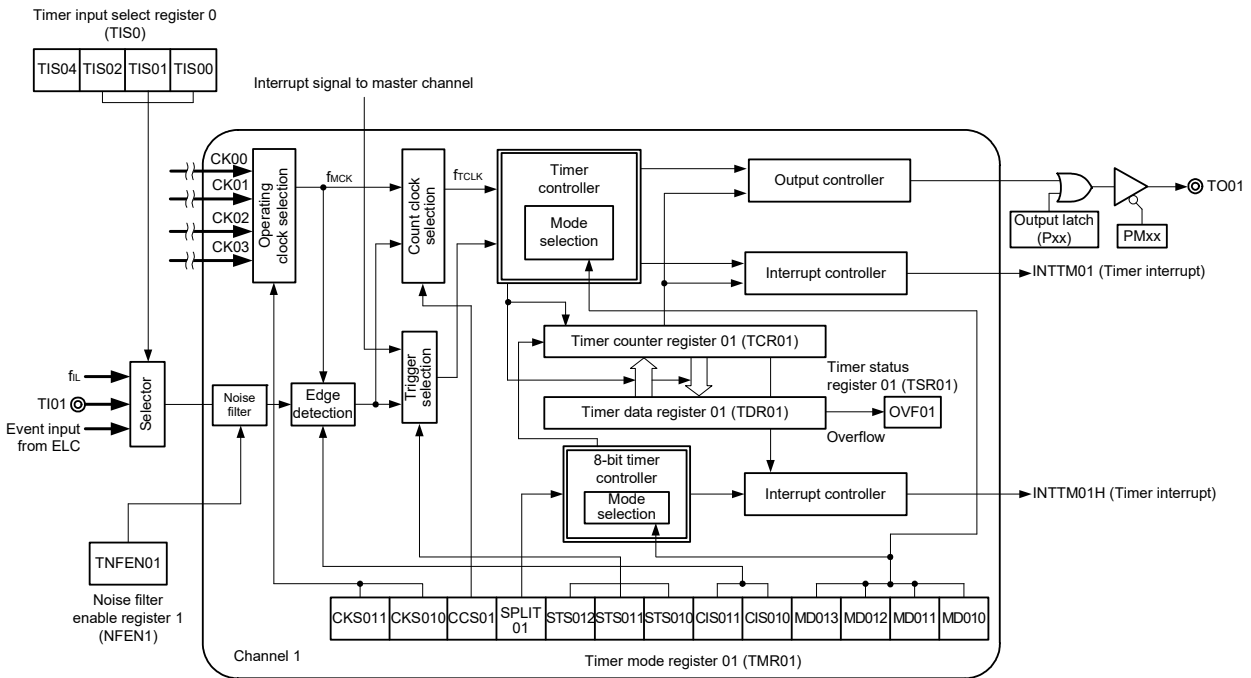 Timer input select register 0
(TIS0)
TIS04 TIS02 TIS01 TIS00
Interrupt signal to master channel
CK00
CK01
CK02
CK03
Operating
clock selection
fMCK
Count clock
selection
fTCLK
Timer
controller
Mode
selection
Output controller
Output latch
(Pxx)
PMxx
TO01
Interrupt controller
INTTM01 (Timer interrupt)
Timer counter register 01 (TCR01)
Timer status
register 01 (TSR01)
fIL
TI01
Event input
from ELC
Selector
Noise
filter
Edge
detection
Trigger
selection
Timer data register 01 (TDR01)
OVF01
Overflow
8-bit timer
controller
Mode
selection
Interrupt controller
INTTM01H (Timer interrupt)
TNFEN01
Noise filter
enable register 1
(NFEN1)
CKS011 CKS010 CCS01 SPLIT
01 STS012 STS011 STS010 CIS011 CIS010 MD013 MD012 MD011 MD010
Channel 1
Timer mode register 01 (TMR01)